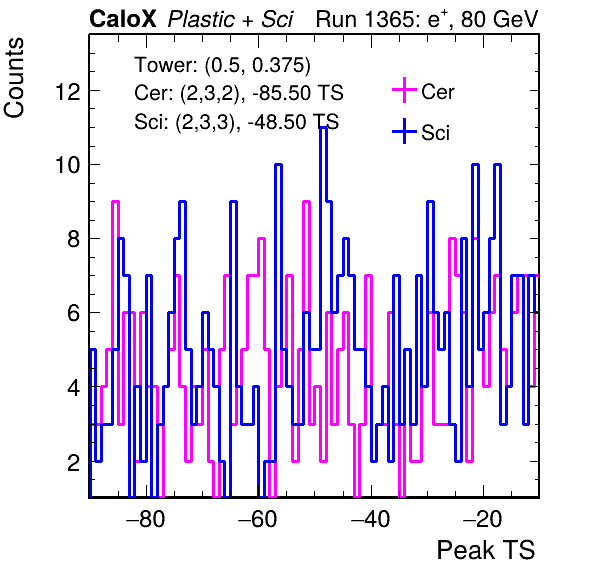 CaloX Plastic + Sci Run 1365: e+, 80 GeV
Counts
Tower: (0.5, 0.375)
Cer: (2,3,2), -85.50 TS
Sci: (2,3,3), -48.50 TS
Cer
Sci
12
10
8
6
4
2
−80 −60 −40 −20
Peak TS